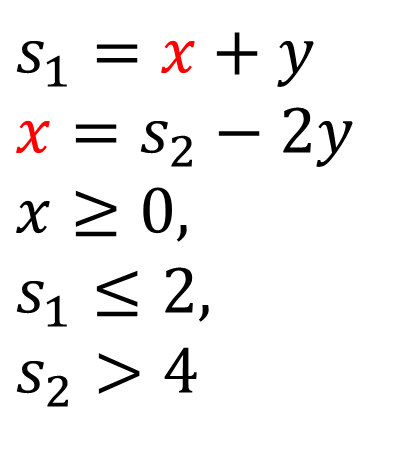 s₁ = x + y
x = s₂ − 2y
x ≥ 0,
s₁ ≤ 2,
s₂ > 4